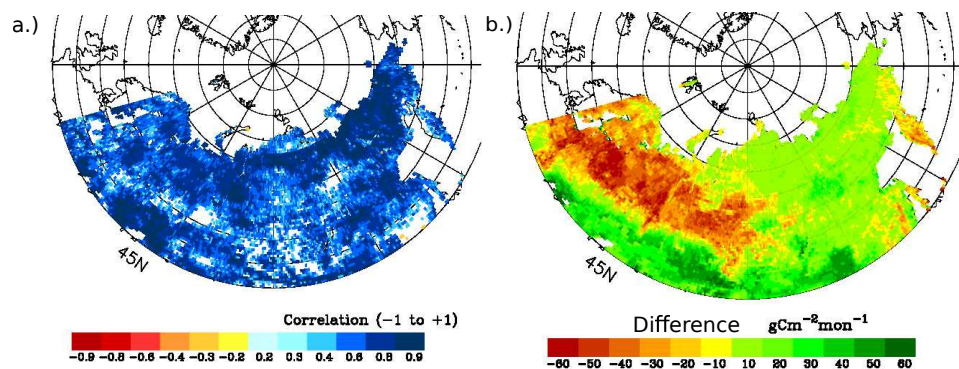 a.)
b.)
45N
45N
Correlation (−1 to +1)
−0.9 −0.8 −0.6 −0.4 −0.3 −0.2 0.2 0.3 0.4 0.6 0.8 0.9
Difference gCm⁻²mon⁻¹
−60 −50 −40 −30 −20 −10 10 20 30 40 50 60